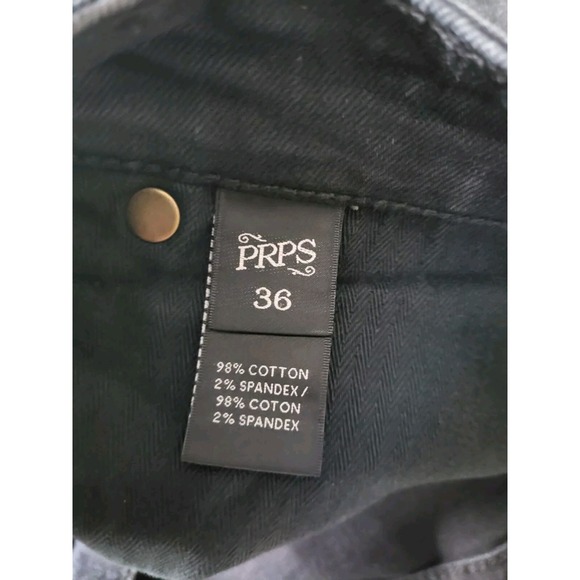 PRPS
36
98% COTTON
2% SPANDEX /
98% COTON
2% SPANDEX